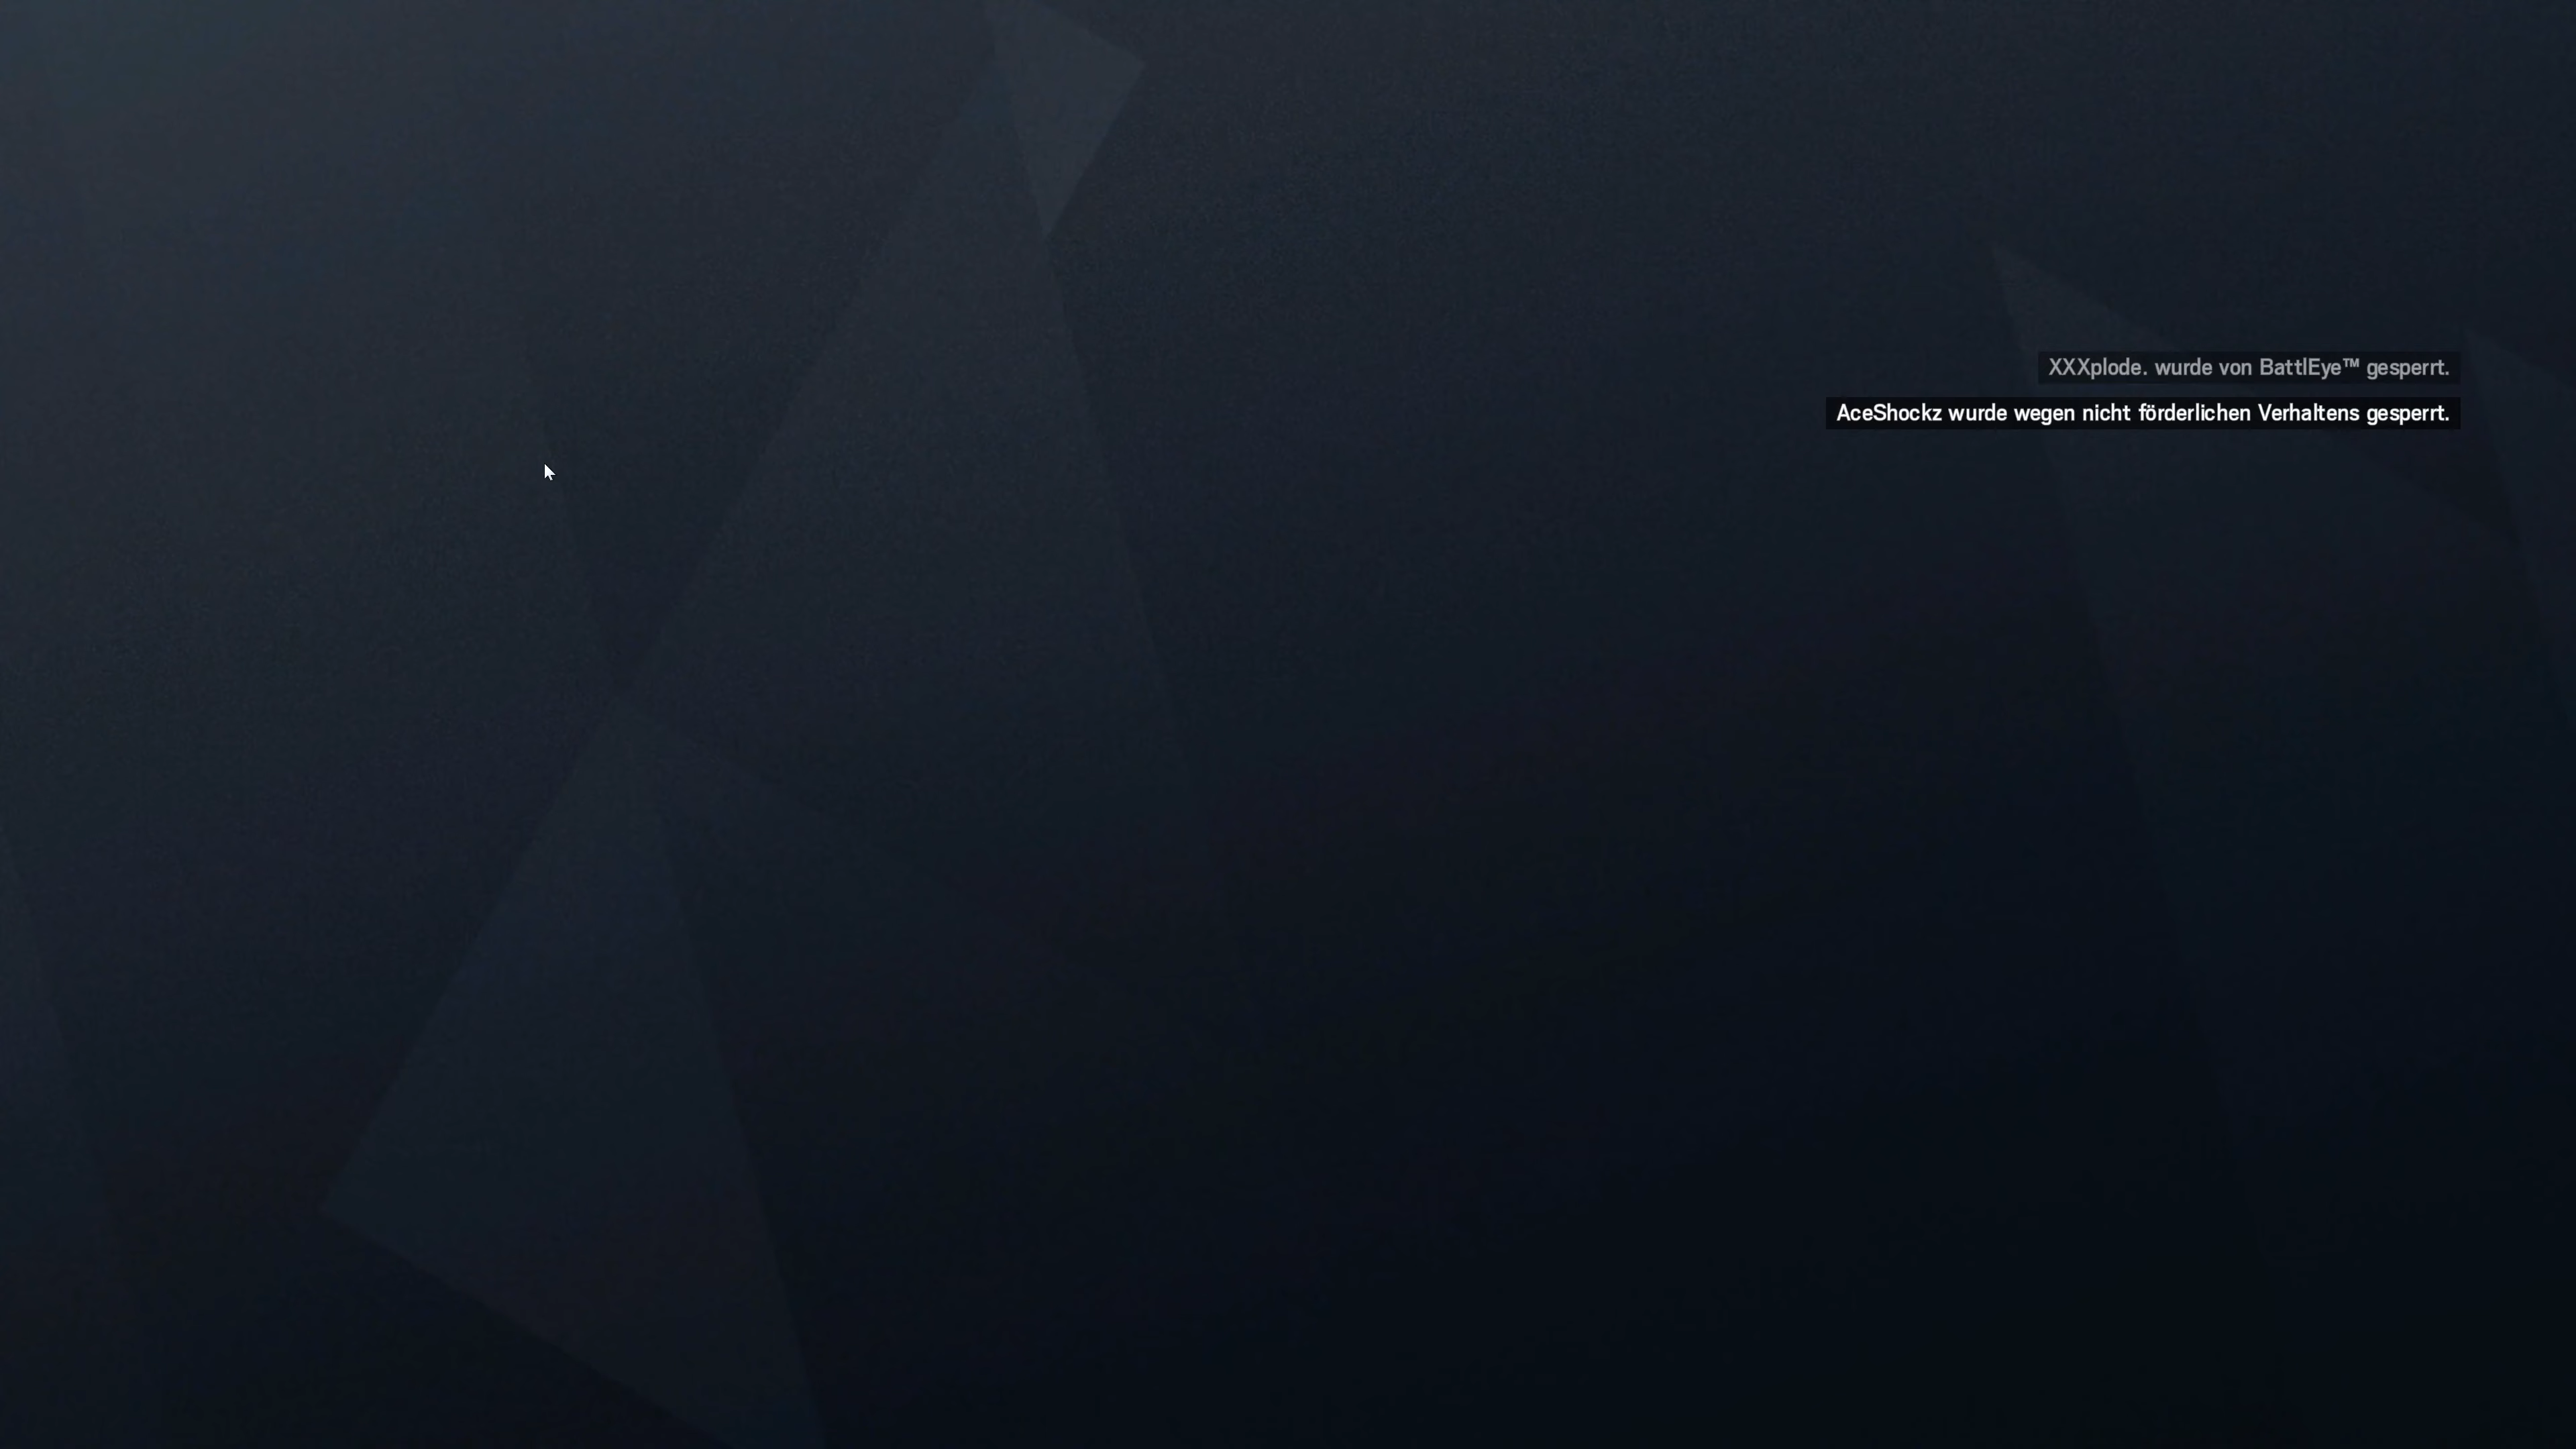 XXXplode. wurde von BattlEye™ gesperrt.
AceShockz wurde wegen nicht förderlichen Verhaltens gesperrt.